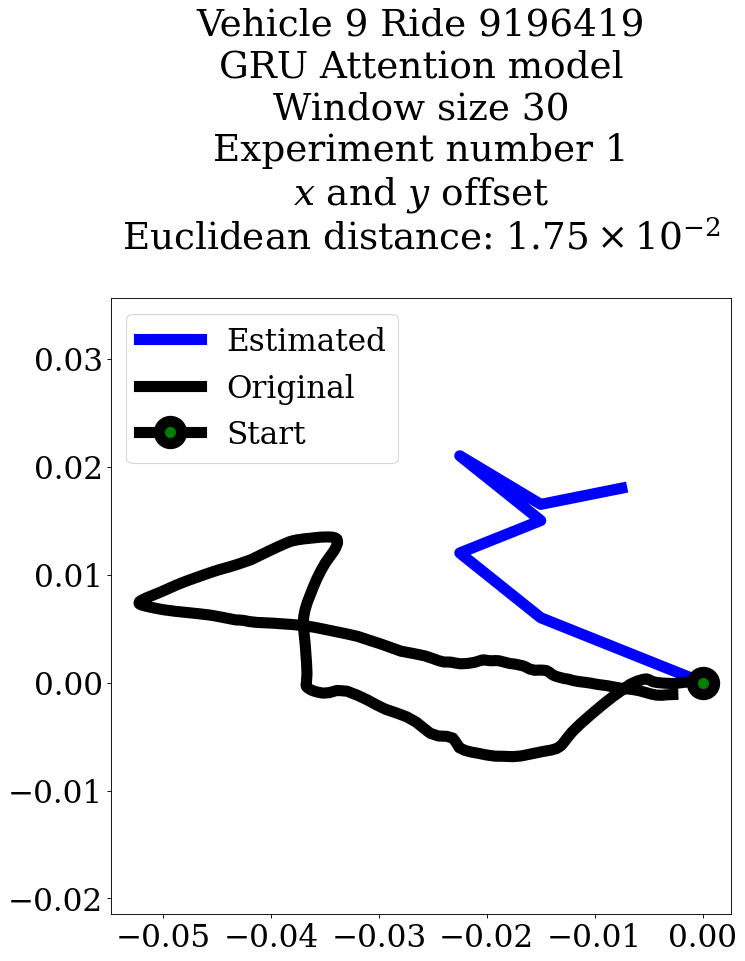 Vehicle 9 Ride 9196419
GRU Attention model
Window size 30
Experiment number 1
x and y offset
Euclidean distance: 1.75 × 10⁻²
Estimated
Original
Start
0.03
0.02
0.01
0.00
−0.01
−0.02
−0.05 −0.04 −0.03 −0.02 −0.01 0.00